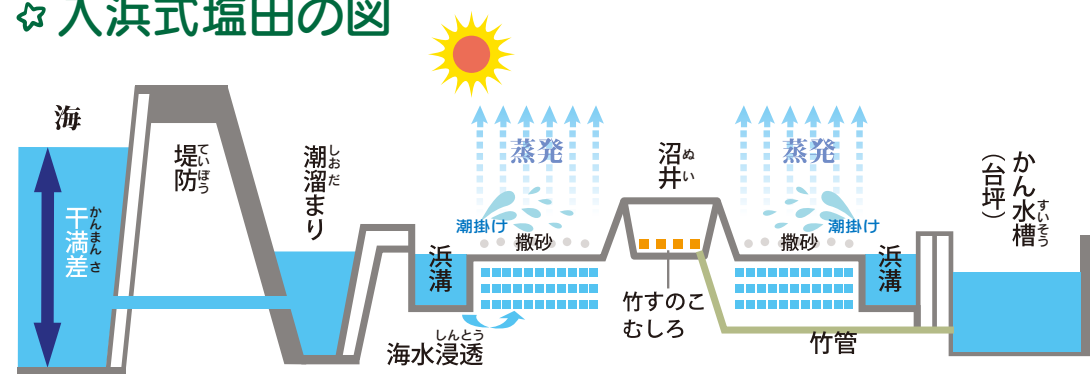 入浜式塩田の図
海
干満差
かんまん さ
堤防
ていぼう
潮溜まり
しおだ
浜溝
海水浸透
しんとう
蒸発
潮掛け
撒砂
沼井
ぬい
竹すのこ
むしろ
蒸発
潮掛け
撒砂
浜溝
竹管
かん水槽
すいそう
（台坪）